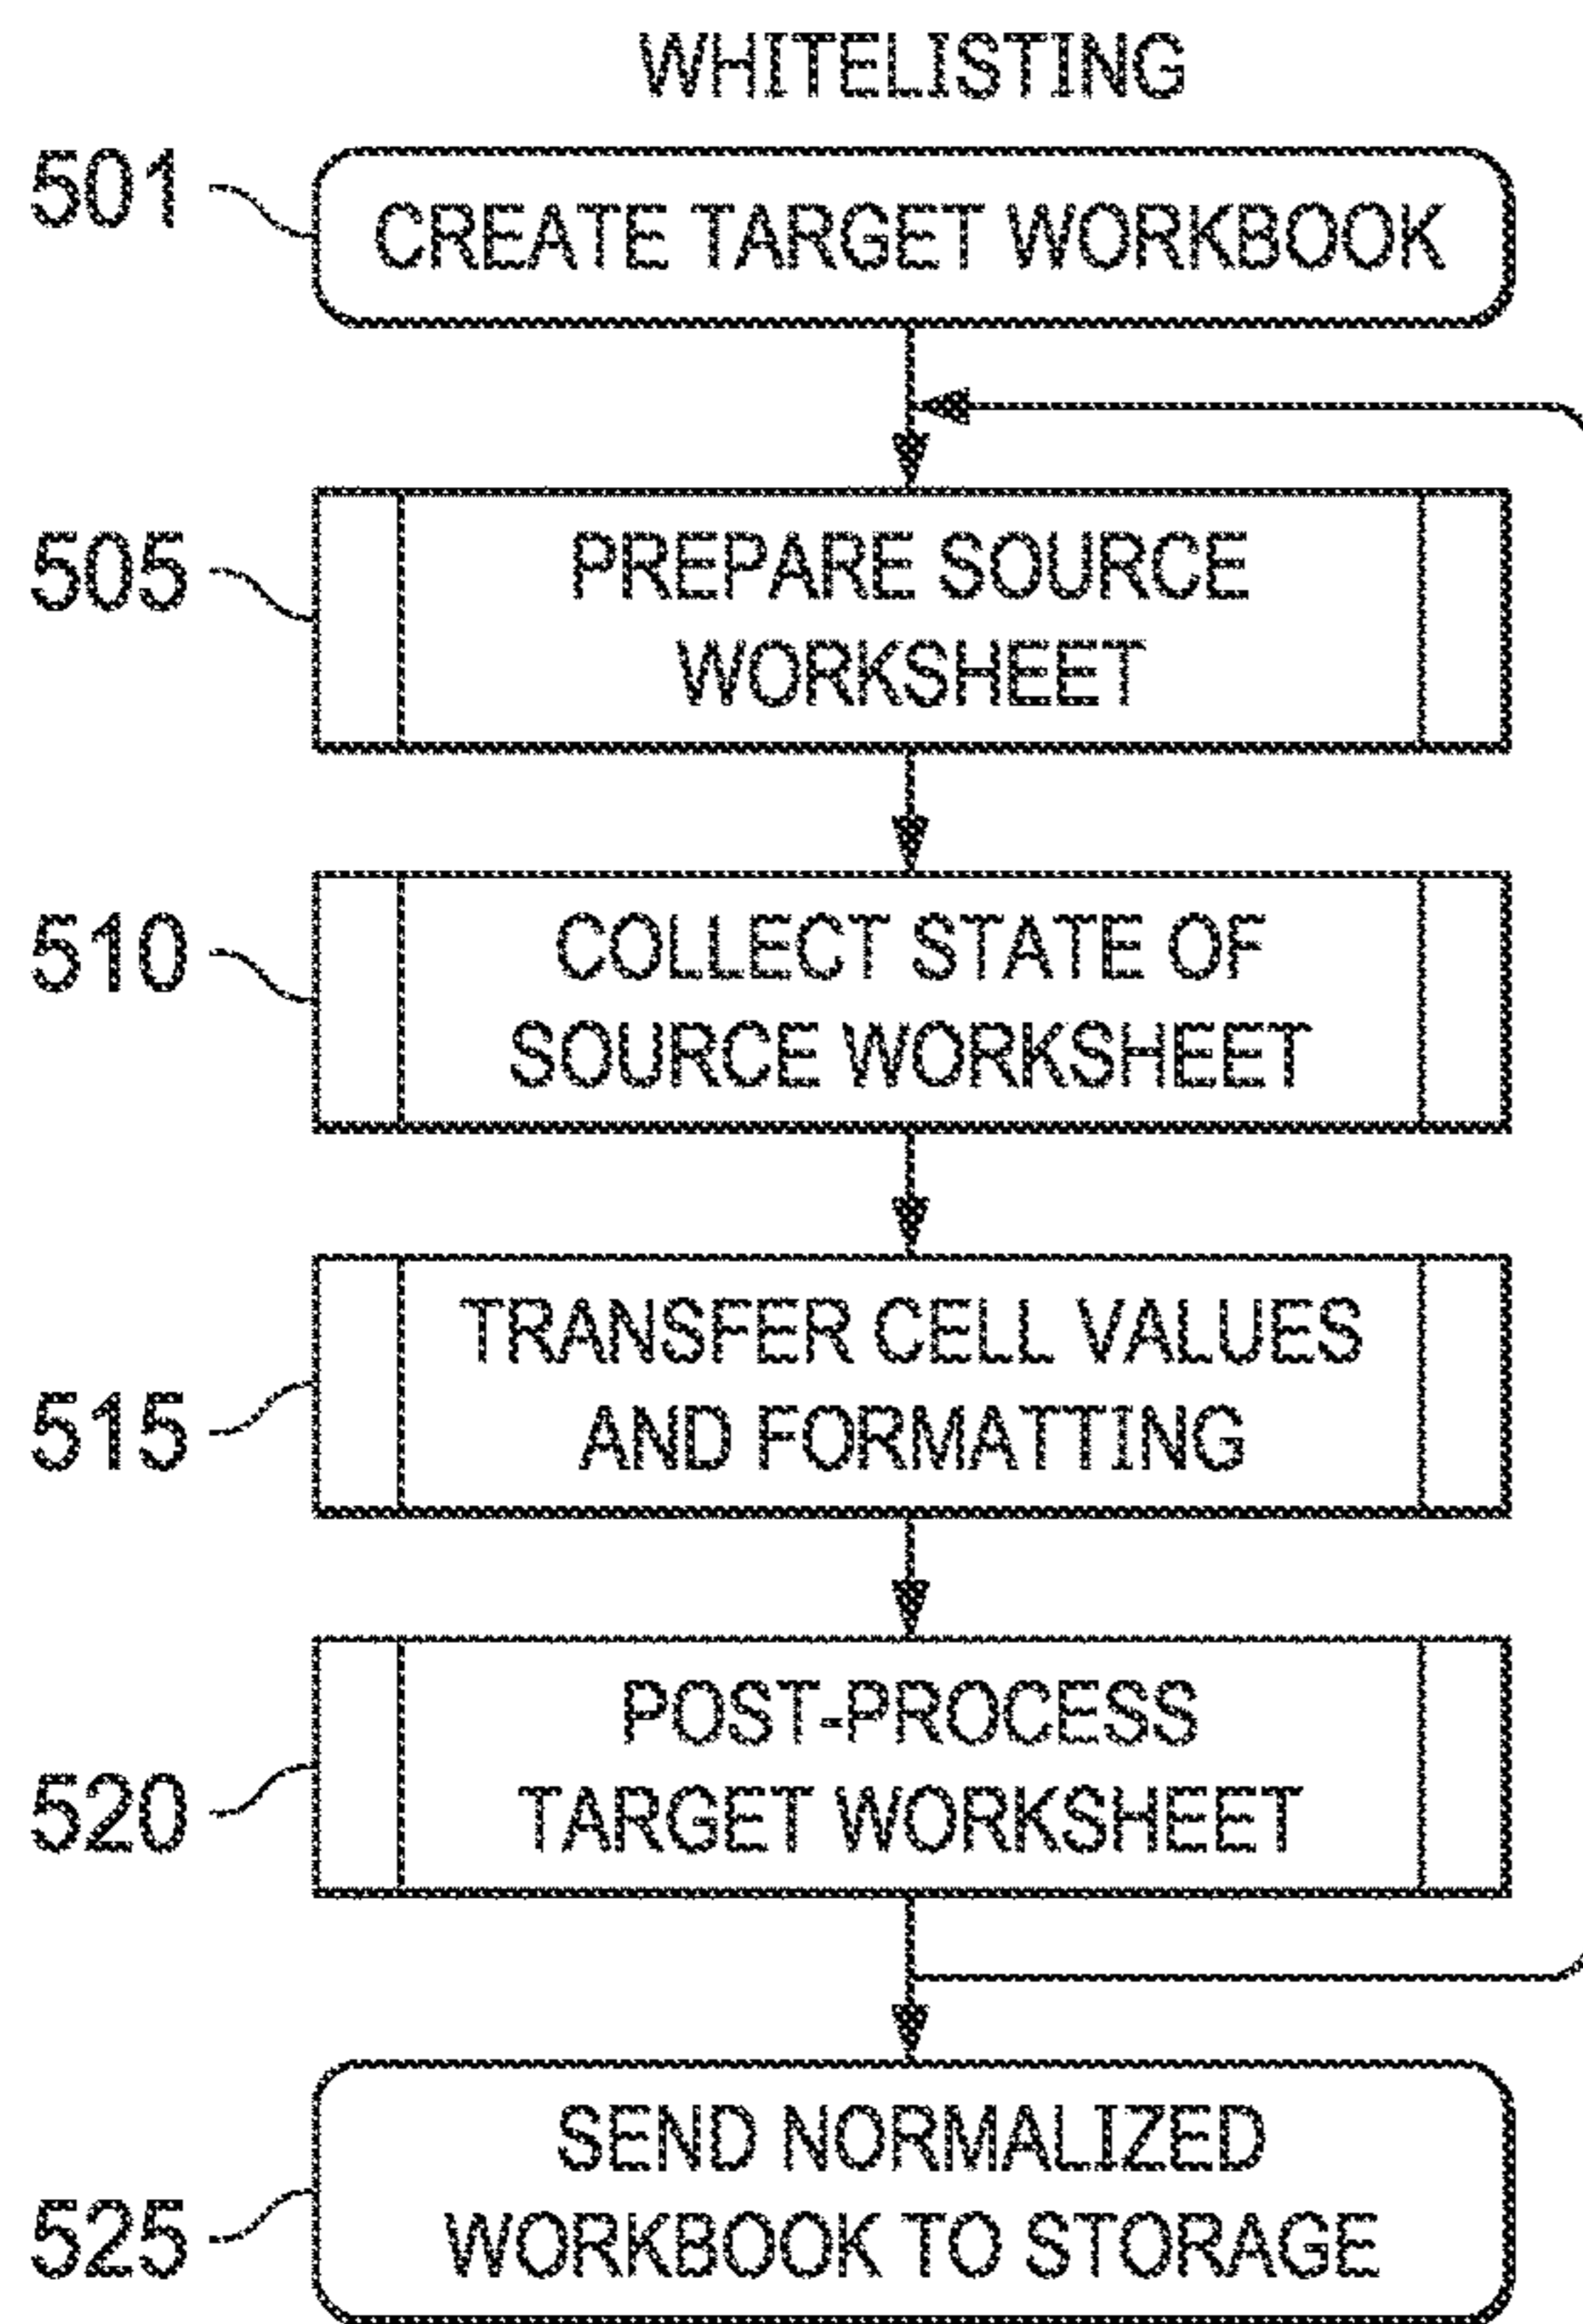 WHITELISTING
501
CREATE TARGET WORKBOOK
505
PREPARE SOURCE
WORKSHEET
510
COLLECT STATE OF
SOURCE WORKSHEET
515
TRANSFER CELL VALUES
AND FORMATTING
520
POST-PROCESS
TARGET WORKSHEET
525
SEND NORMALIZED
WORKBOOK TO STORAGE